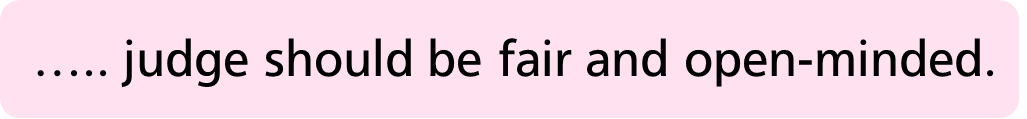 ….. judge should be fair and open-minded.